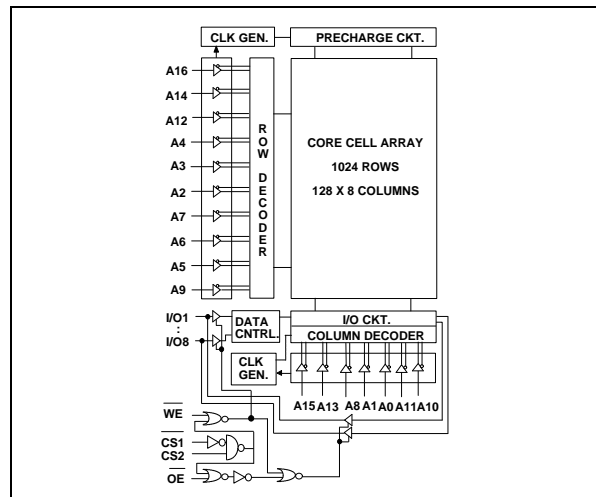 CLK GEN.
PRECHARGE CKT.
A16
A14
A12
A4
A3
A2
A7
A6
A5
A9
ROW DECODER
CORE CELL ARRAY
1024 ROWS
128 X 8 COLUMNS
I/O1
:
I/O8
DATA
CNTRL.
I/O CKT.
COLUMN DECODER
CLK
GEN.
A15 A13 A8 A1 A0 A11 A10
WE
CS1
CS2
OE